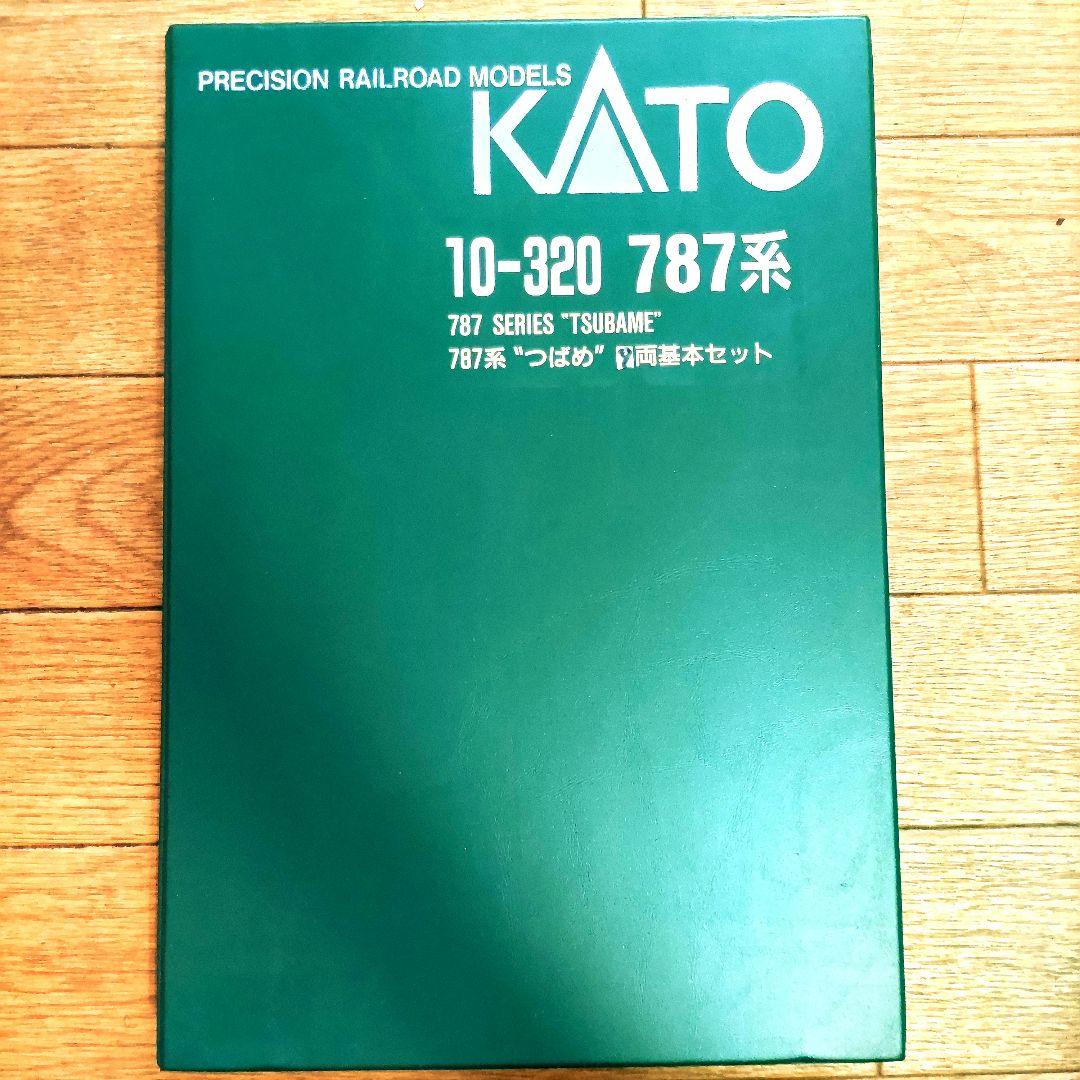 PRECISION RAILROAD MODELS
KATO
10-320 787系
787 SERIES "TSUBAME"
787系 "つばめ" 両基本セット